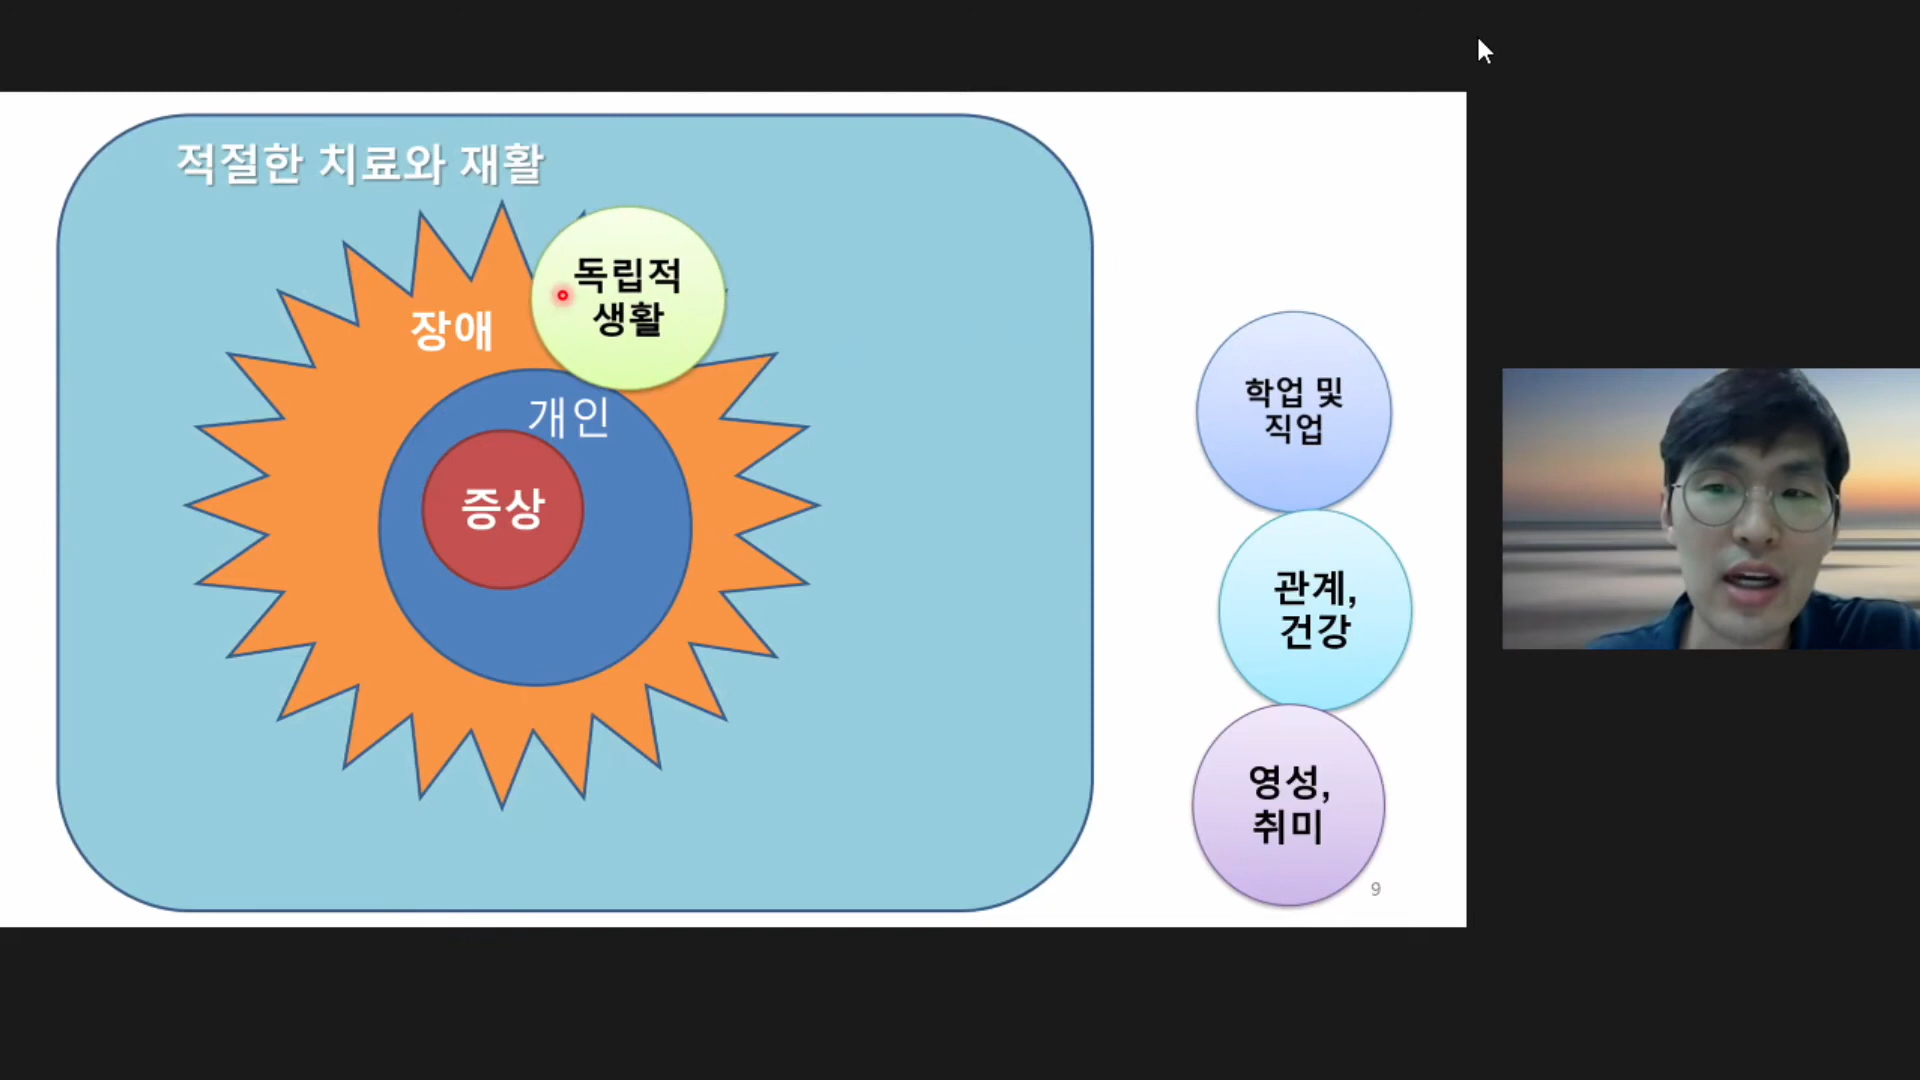 적절한 치료와 재활
독립적
생활
장애
개인
증상
학업 및
직업
관계,
건강
영성,
취미
9